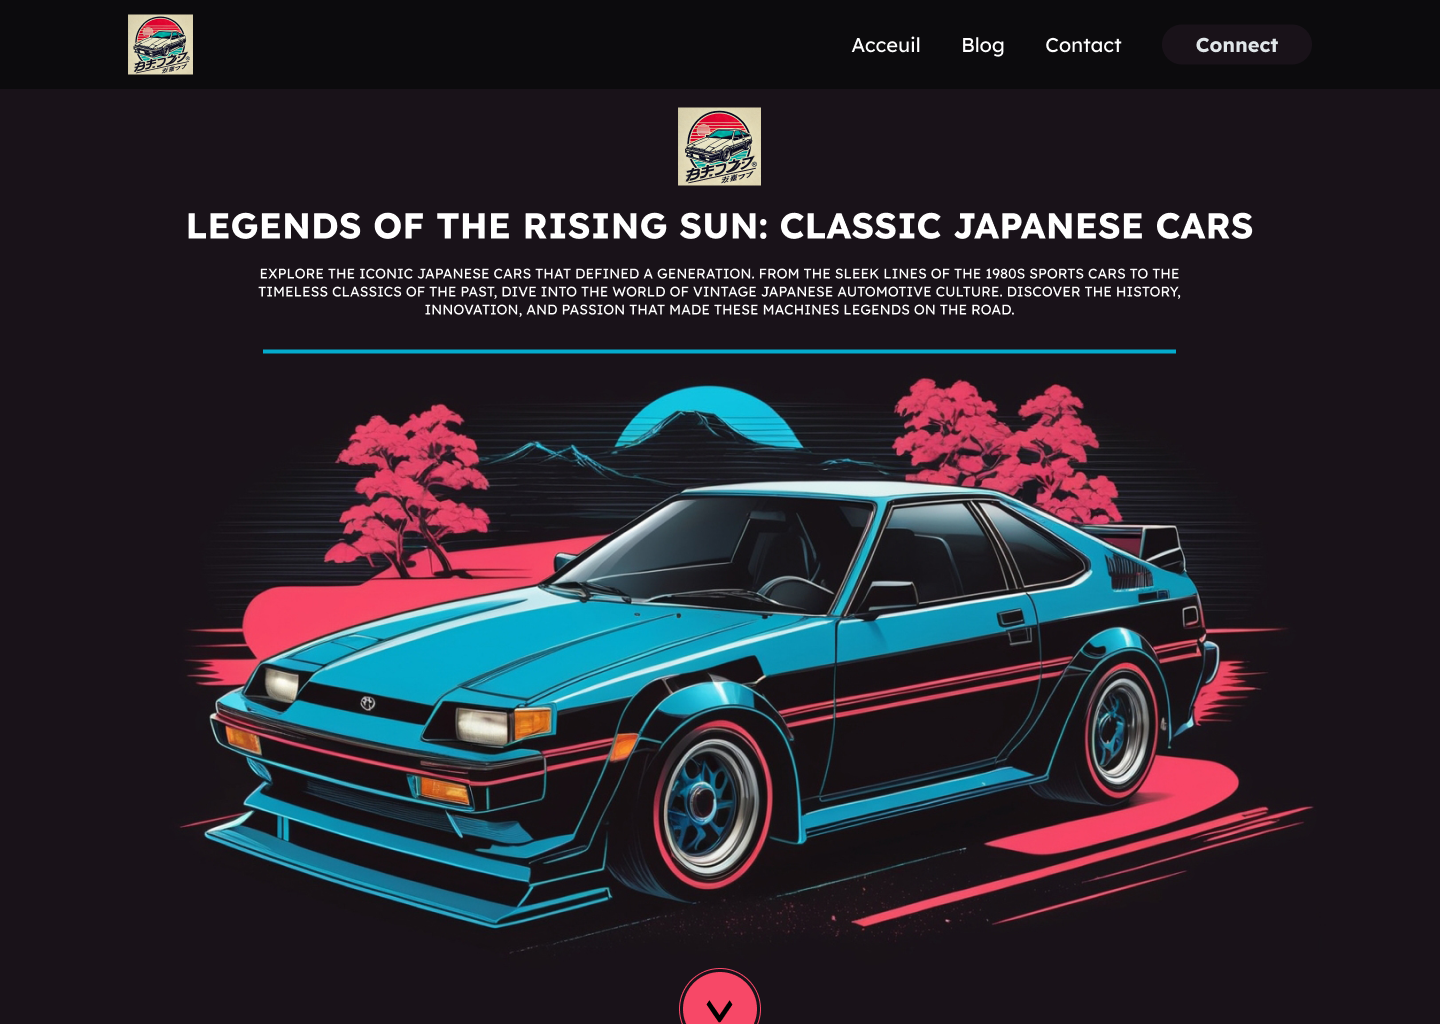 Acceuil
Blog
Contact
Connect
LEGENDS OF THE RISING SUN: CLASSIC JAPANESE CARS
EXPLORE THE ICONIC JAPANESE CARS THAT DEFINED A GENERATION. FROM THE SLEEK LINES OF THE 1980S SPORTS CARS TO THE
TIMELESS CLASSICS OF THE PAST, DIVE INTO THE WORLD OF VINTAGE JAPANESE AUTOMOTIVE CULTURE. DISCOVER THE HISTORY,
INNOVATION, AND PASSION THAT MADE THESE MACHINES LEGENDS ON THE ROAD.